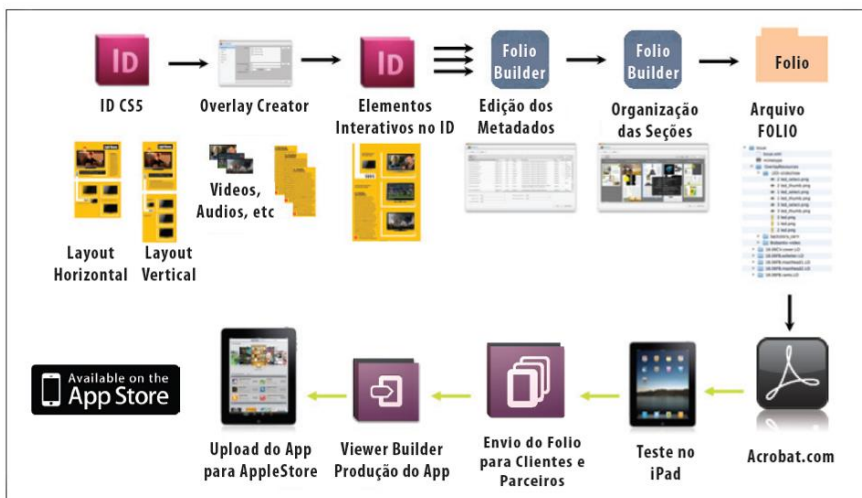 ID
ID
Folio
Builder
Folio
Builder
Folio
ID CS5
Overlay Creator
Elementos
Interativos no ID
Edição dos
Metadados
Organização
das Seções
Arquivo
FOLIO
Videos,
Audios, etc
Layout
Horizontal
Layout
Vertical
Available on the
App Store
Upload do App
para AppleStore
Viewer Builder
Produção do App
Envio do Folio
para Clientes e
Parceiros
Teste no
iPad
Acrobat.com